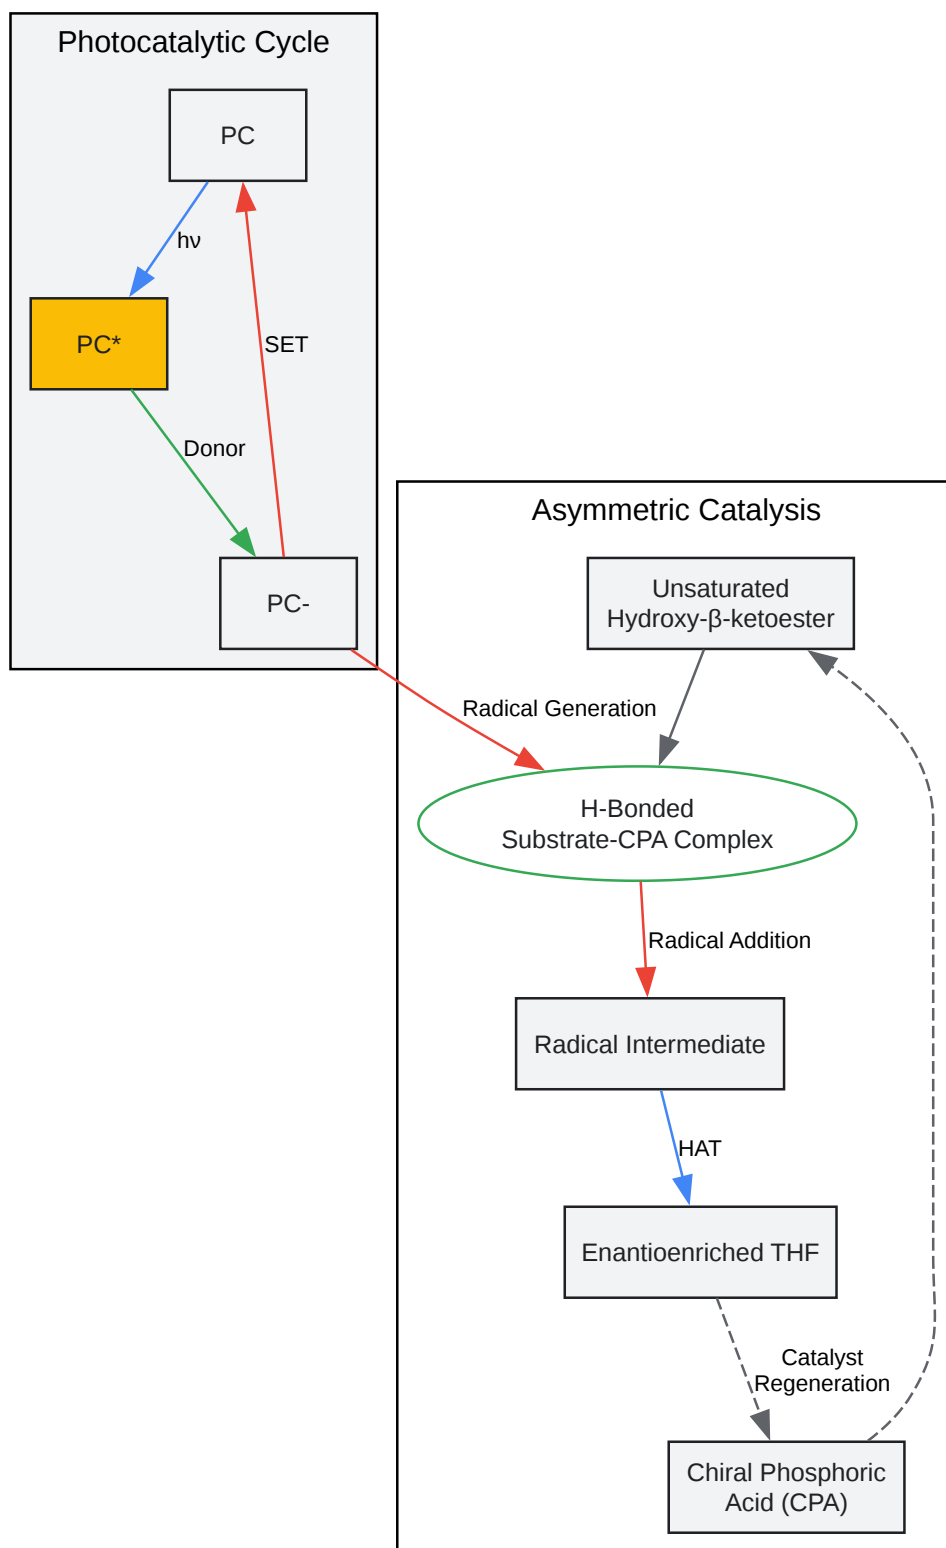 Photocatalytic Cycle
PC
hν
PC*
SET
Donor
PC-
Asymmetric Catalysis
Unsaturated
Hydroxy-β-ketoester
Radical Generation
H-Bonded
Substrate-CPA Complex
Radical Addition
Radical Intermediate
HAT
Enantioenriched THF
Catalyst
Regeneration
Chiral Phosphoric
Acid (CPA)